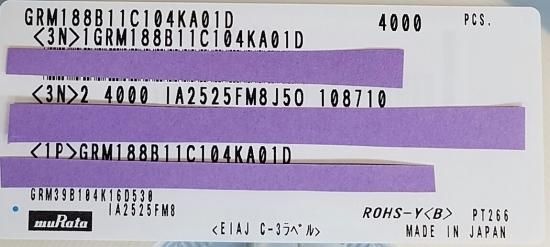 GRM188B11C104KA01D 4000 PCS.
<3N>1GRM188B11C104KA01D
<3N>2 4000 IA2525FM8J50 108710
<1P>GRM188B11C104KA01D
GRM39B104K16D530
IA2525FM8
muRata <EIAJ C-3ラベル> ROHS-Y<B> PT266
MADE IN JAPAN